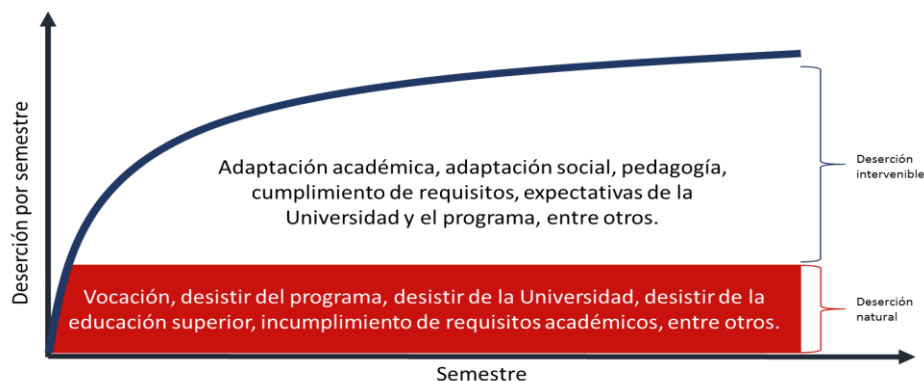 Deserción por semestre
Adaptación académica, adaptación social, pedagogía,
cumplimiento de requisitos, expectativas de la
Universidad y el programa, entre otros.
Deserción
intervenible
Vocación, desistir del programa, desistir de la Universidad, desistir de la
educación superior, incumplimiento de requisitos académicos, entre otros.
Deserción
natural
Semestre